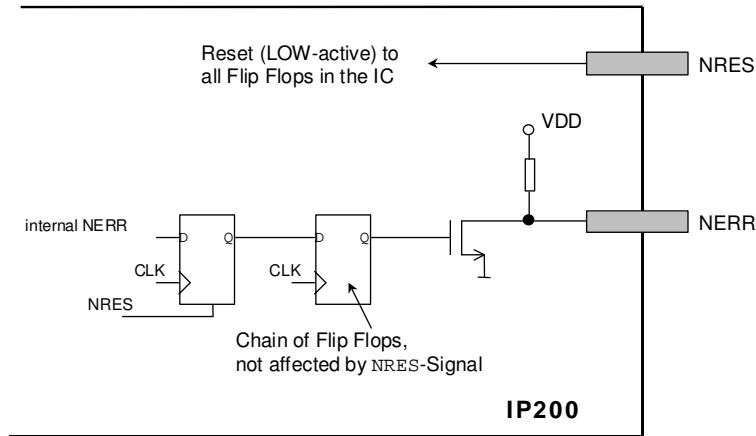 Reset (LOW-active) to
all Flip Flops in the IC
NRES
VDD
internal NERR
D
Q
D
Q
NERR
CLK
CLK
NRES
Chain of Flip Flops,
not affected by NRES-Signal
IP200